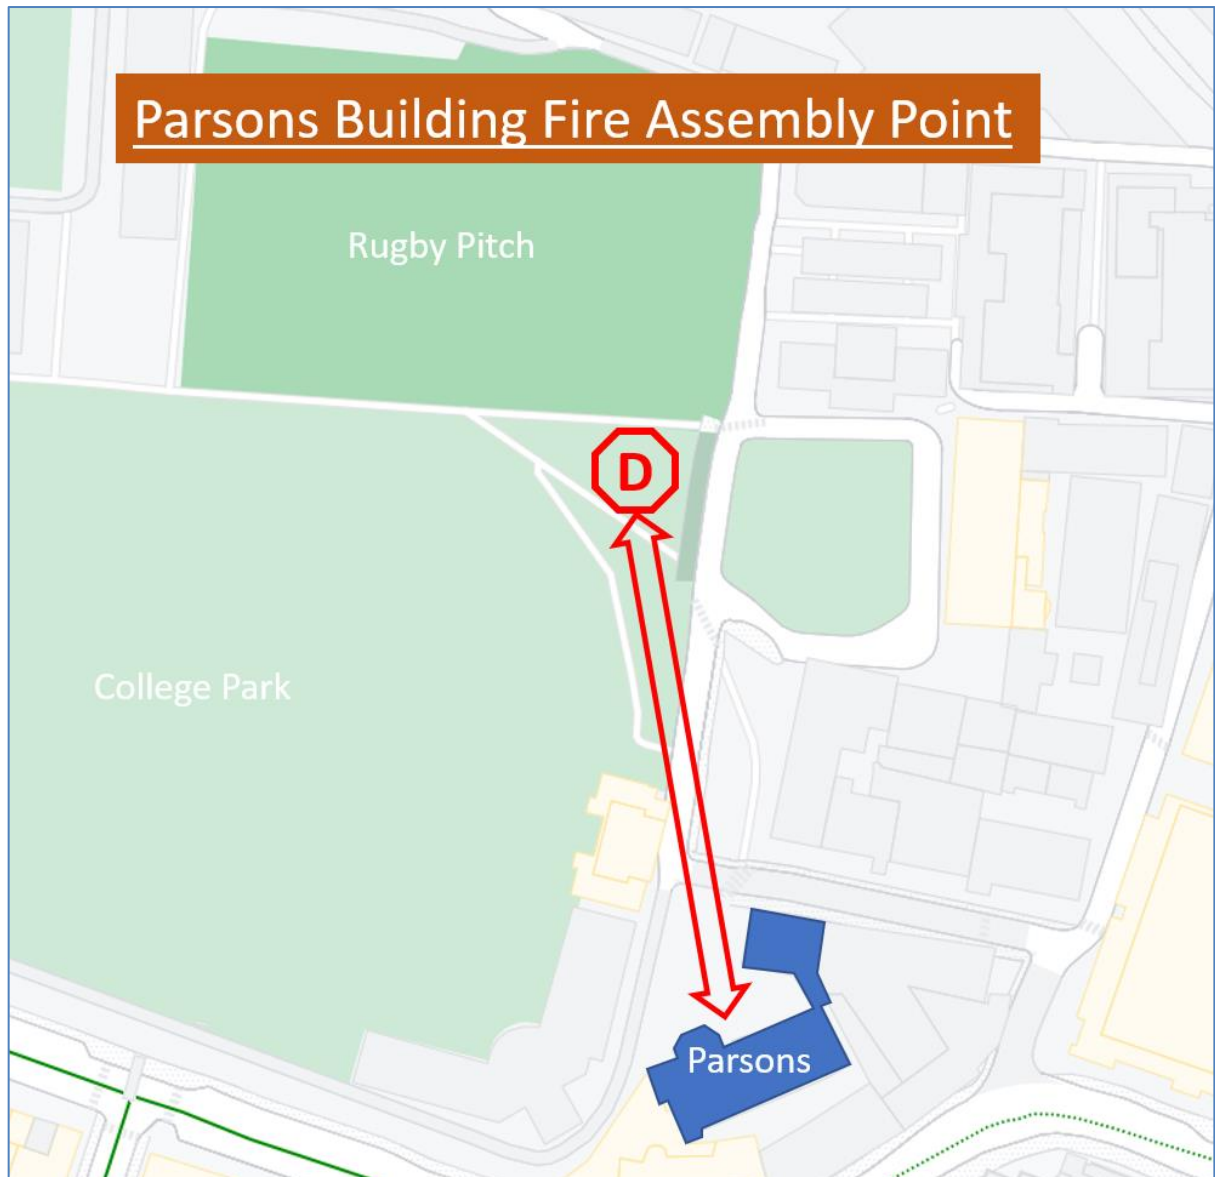 Parsons Building Fire Assembly Point
Rugby Pitch
D
College Park
Parsons